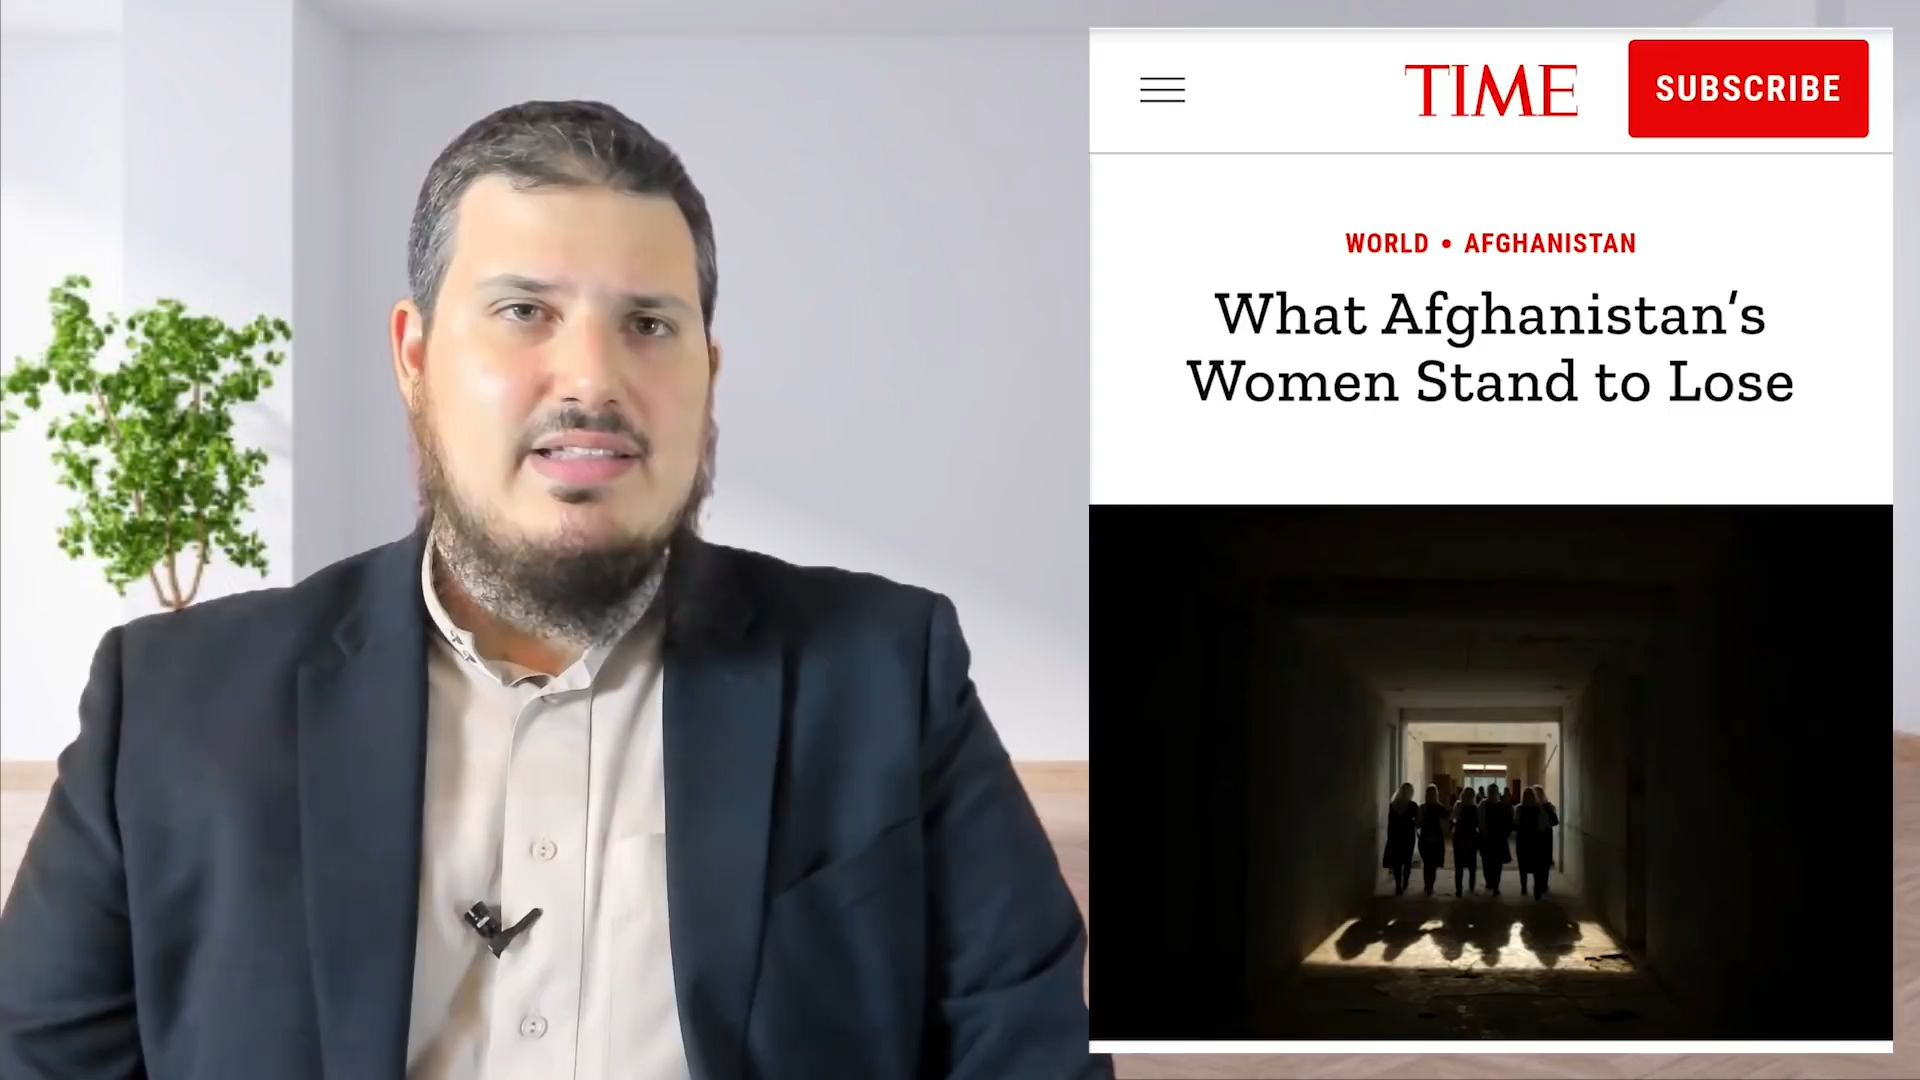 TIME
SUBSCRIBE
WORLD • AFGHANISTAN
What Afghanistan’s
Women Stand to Lose